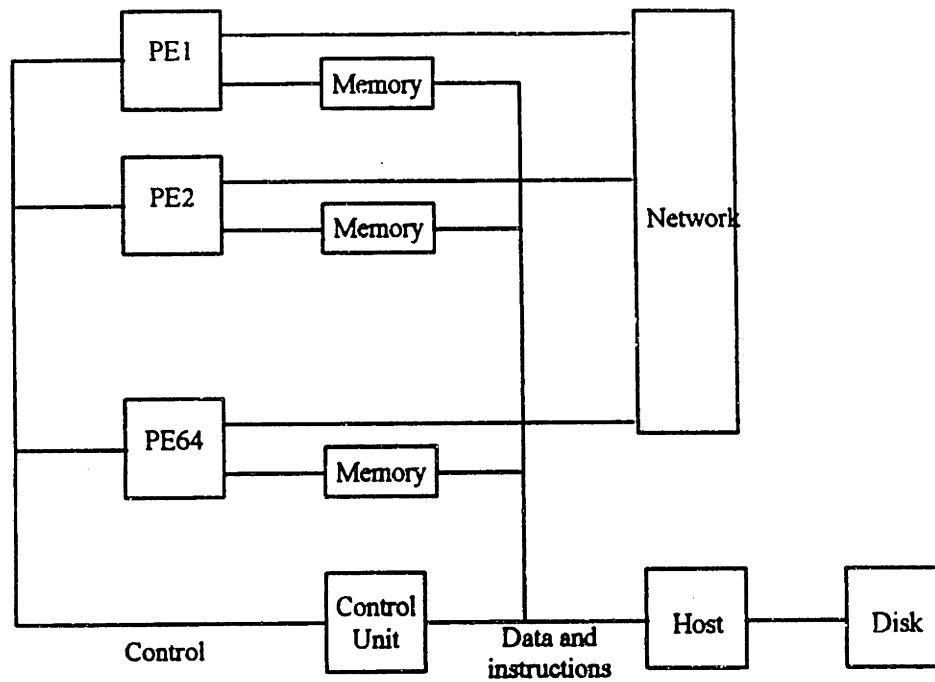 PE1
Memory
PE2
Memory
Network
PE64
Memory
Control
Unit
Host
Disk
Control
Data and
instructions